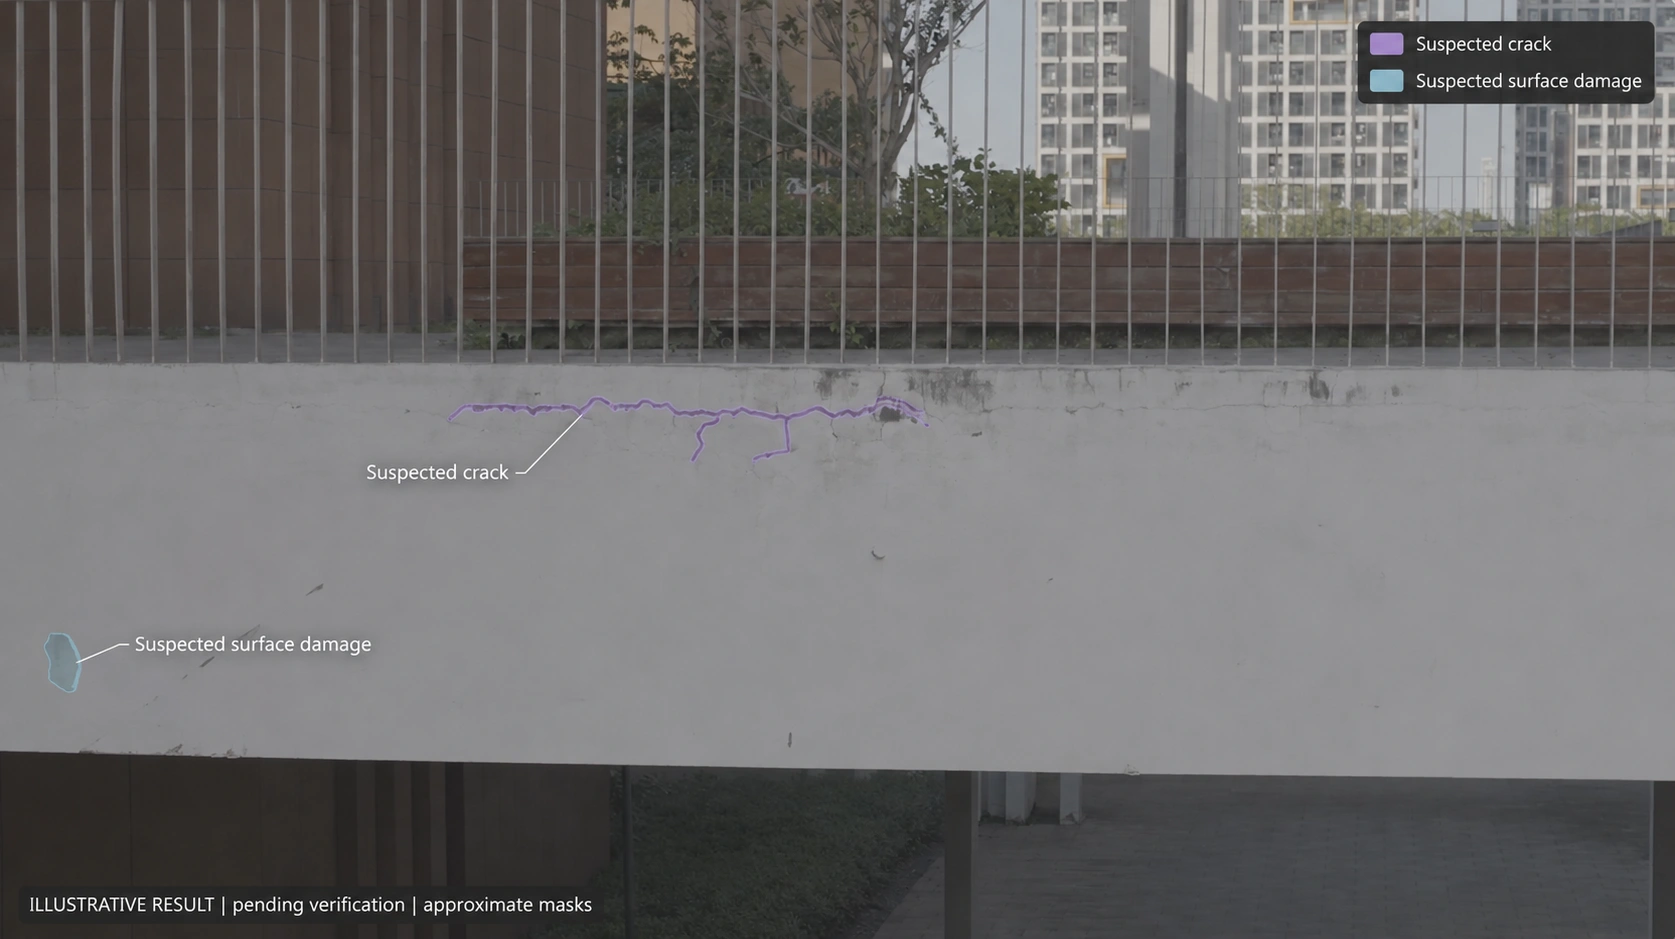 Suspected crack
Suspected surface damage
Suspected crack
Suspected surface damage
ILLUSTRATIVE RESULT | pending verification | approximate masks